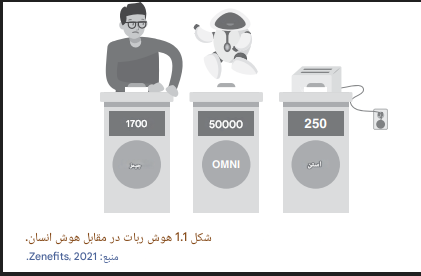 1700
50000
250
OMNI
شکل 1.1 هوش ربات در مقابل هوش انسان.
منبع: Zenefits, 2021.